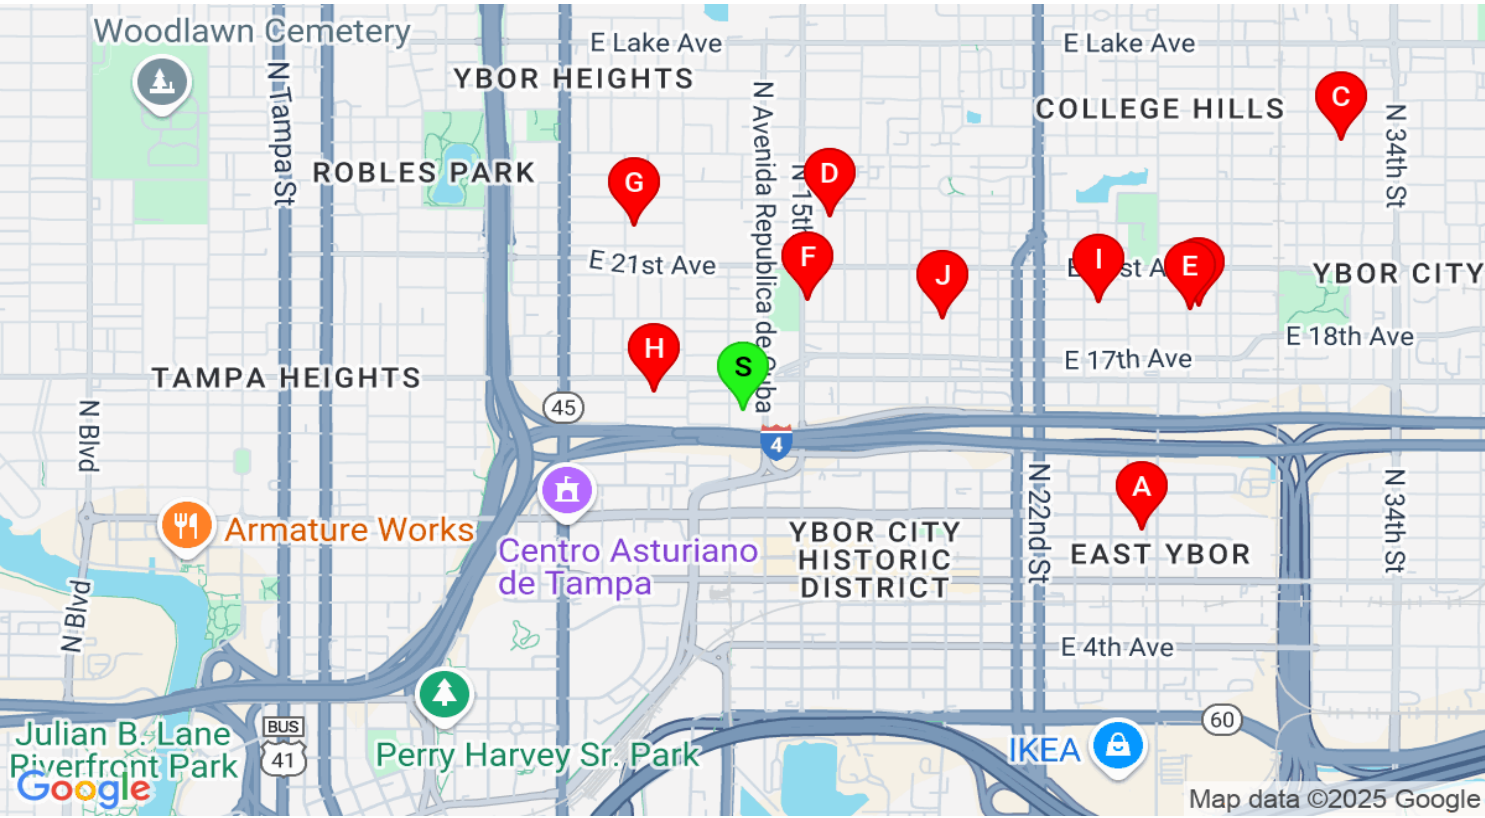 Woodlawn Cemetery
E Lake Ave
E Lake Ave
YBOR HEIGHTS
COLLEGE HILLS
C
N Tampa St
N Avenida Republica de Cuba
N 34th St
ROBLES PARK
G
D
N 15th
F
E 21st Ave
J
I
E
YBOR CITY
E 18th Ave
H
S
E 17th Ave
TAMPA HEIGHTS
45
4
N Blvd
A
N 22nd St
N 34th St
Armature Works
Centro Asturiano
de Tampa
YBOR CITY
HISTORIC
DISTRICT
EAST YBOR
N Blvd
E 4th Ave
60
BUS
41
Julian B. Lane
Riverfront Park
Perry Harvey Sr. Park
IKEA
Google
Map data ©2025 Google